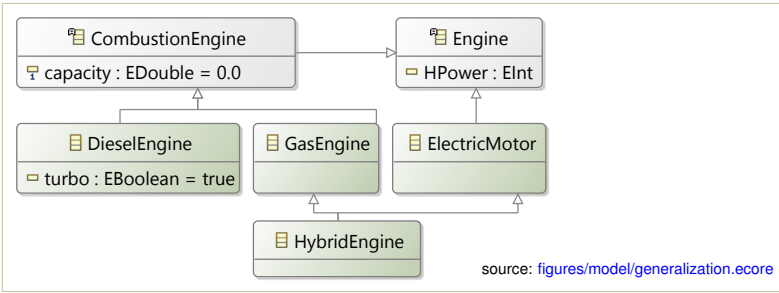 CombustionEngine
capacity : EDouble = 0.0
Engine
HPower : EInt
DieselEngine
turbo : EBoolean = true
GasEngine
ElectricMotor
HybridEngine
source: figures/model/generalization.ecore